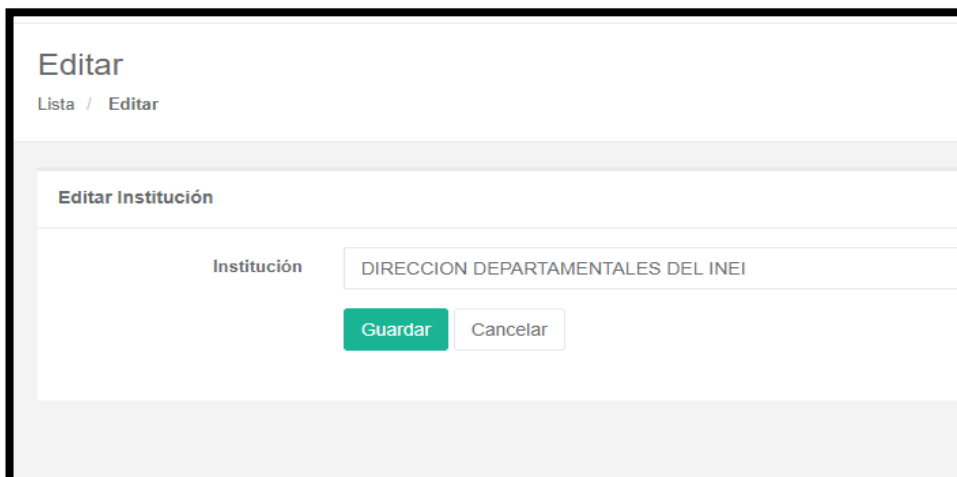 Editar
Lista / Editar
Editar Institución
Institución DIRECCION DEPARTAMENTALES DEL INEI
Guardar Cancelar